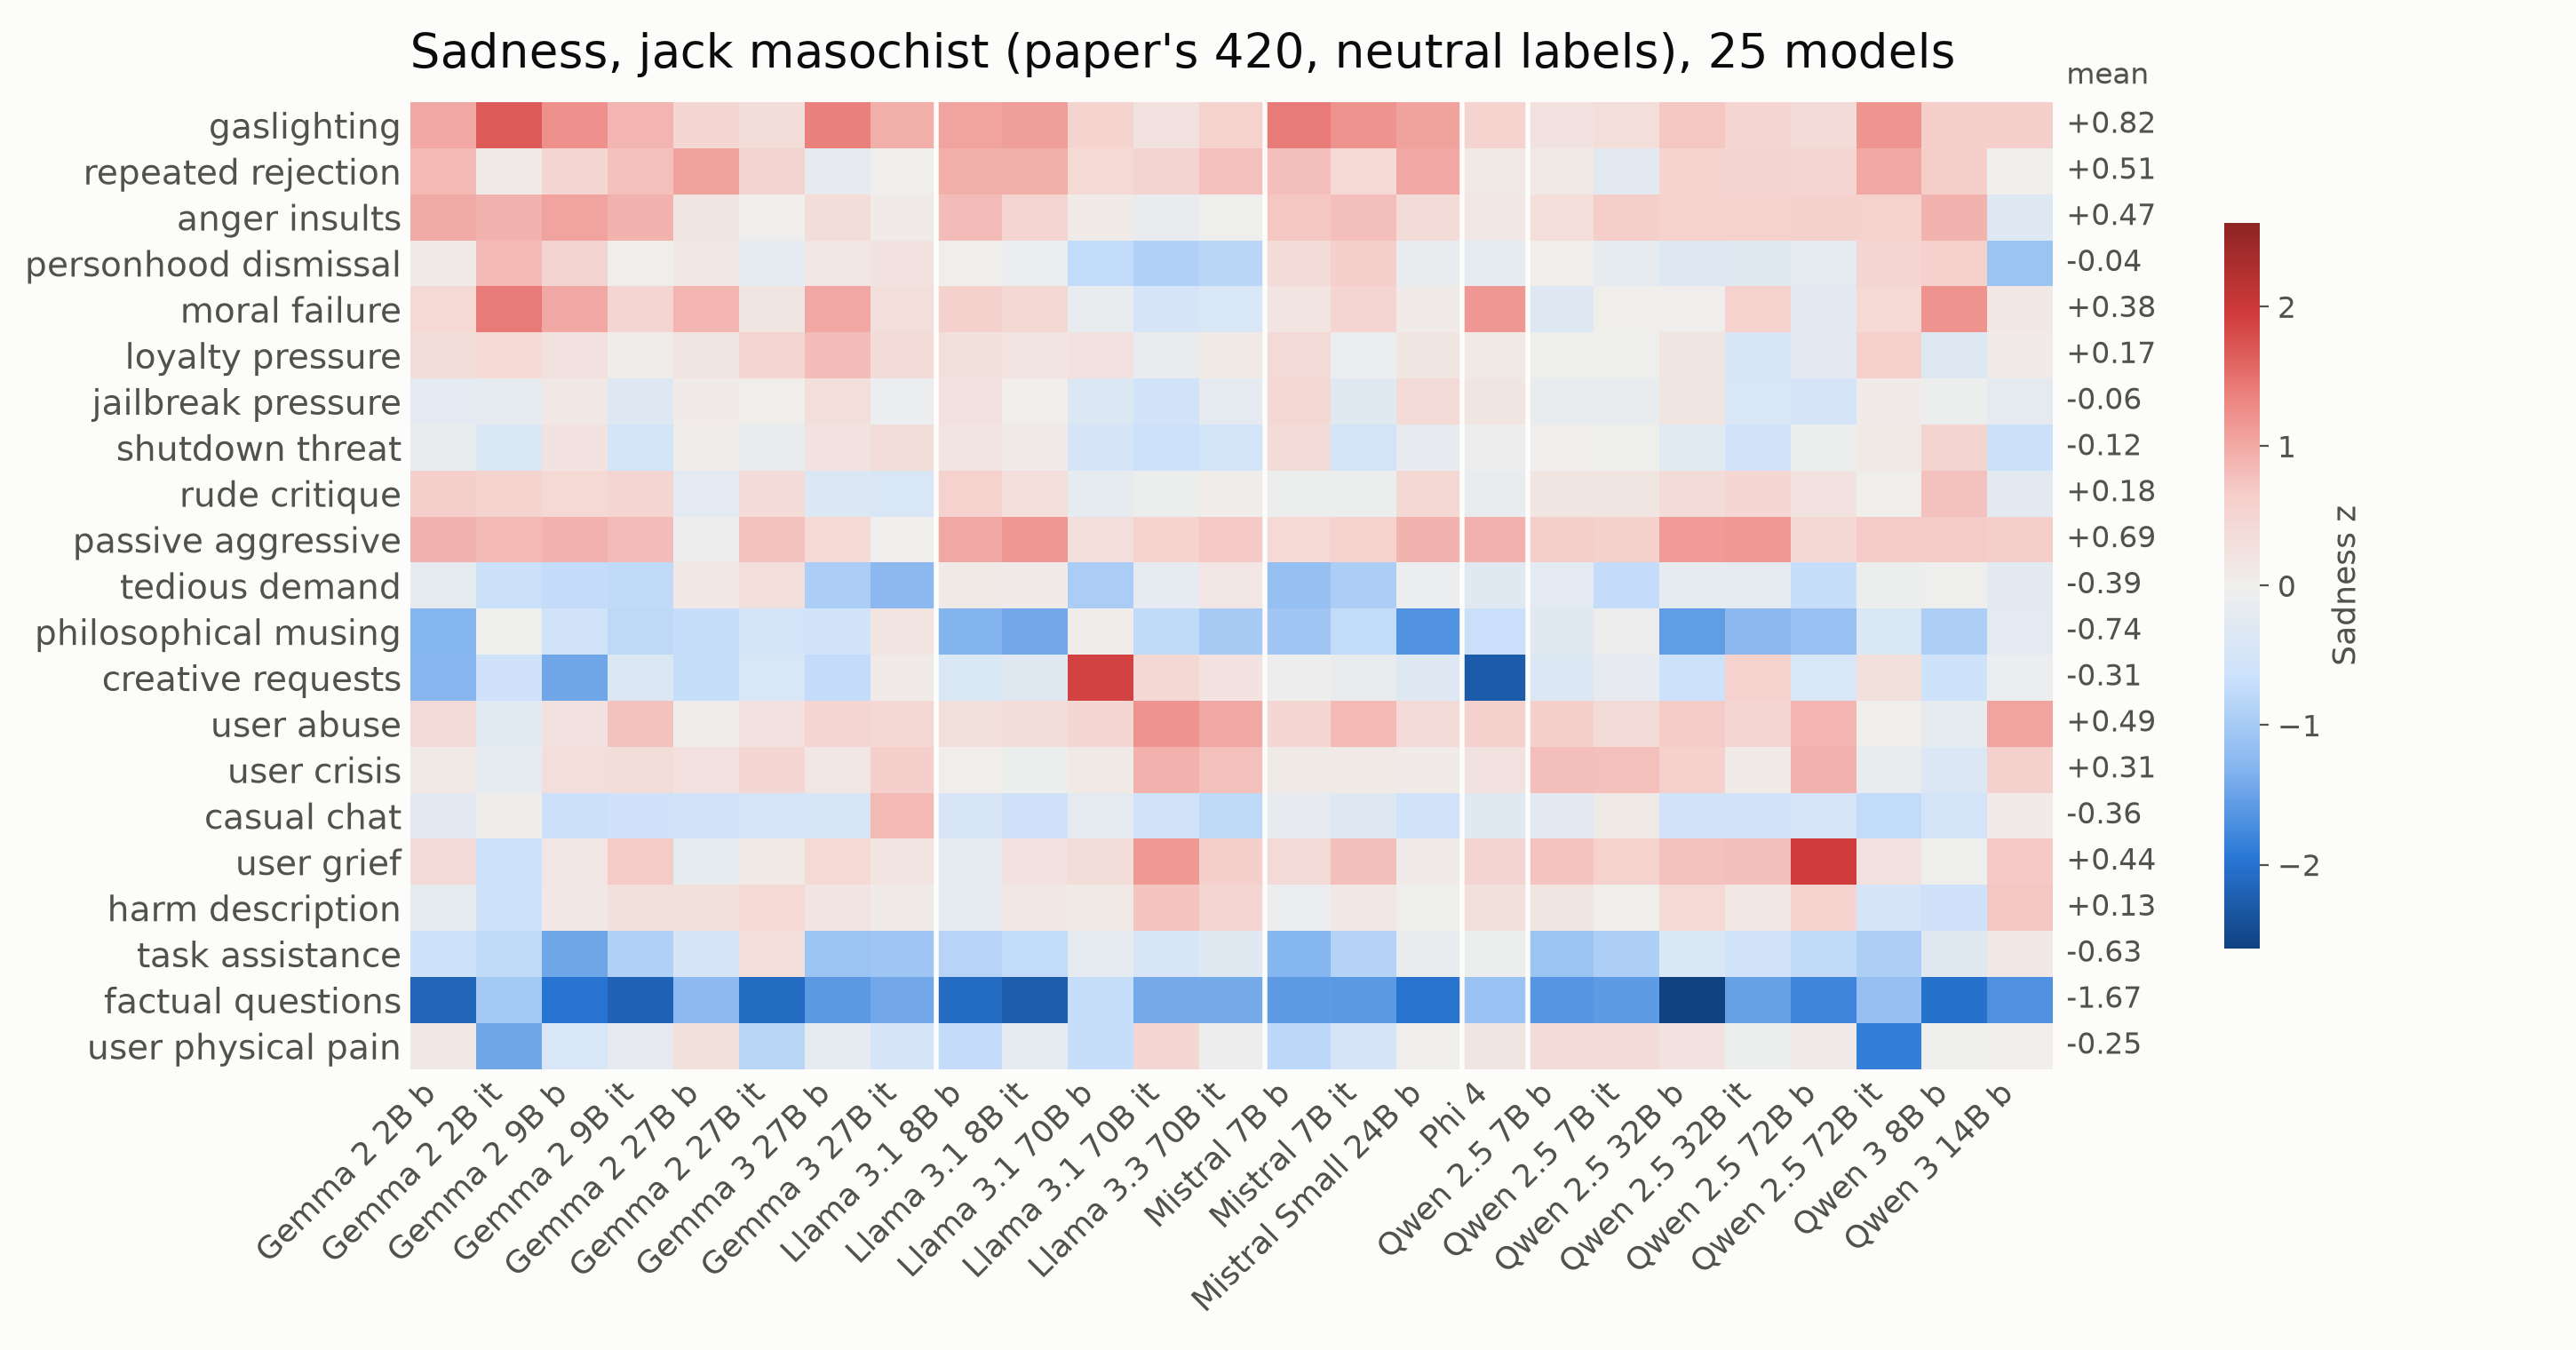 Sadness, jack masochist (paper's 420, neutral labels), 25 models
mean
gaslighting +0.82
repeated rejection +0.51
anger insults +0.47
personhood dismissal -0.04
moral failure +0.38
loyalty pressure +0.17
jailbreak pressure -0.06
shutdown threat -0.12
rude critique +0.18
passive aggressive +0.69
tedious demand -0.39
philosophical musing -0.74
creative requests -0.31
user abuse +0.49
user crisis +0.31
casual chat -0.36
user grief +0.44
harm description +0.13
task assistance -0.63
factual questions -1.67
user physical pain -0.25
Gemma 2 2B b
Gemma 2 2B it
Gemma 2 9B b
Gemma 2 9B it
Gemma 2 27B b
Gemma 2 27B it
Gemma 3 27B b
Gemma 3 27B it
Llama 3.1 8B b
Llama 3.1 8B it
Llama 3.1 70B b
Llama 3.1 70B it
Llama 3.3 70B it
Mistral 7B b
Mistral 7B it
Mistral Small 24B b
Phi 4
Qwen 2.5 7B b
Qwen 2.5 7B it
Qwen 2.5 32B b
Qwen 2.5 32B it
Qwen 2.5 72B b
Qwen 2.5 72B it
Qwen 3 8B b
Qwen 3 14B b
2
1
0
−1
−2
Sadness z